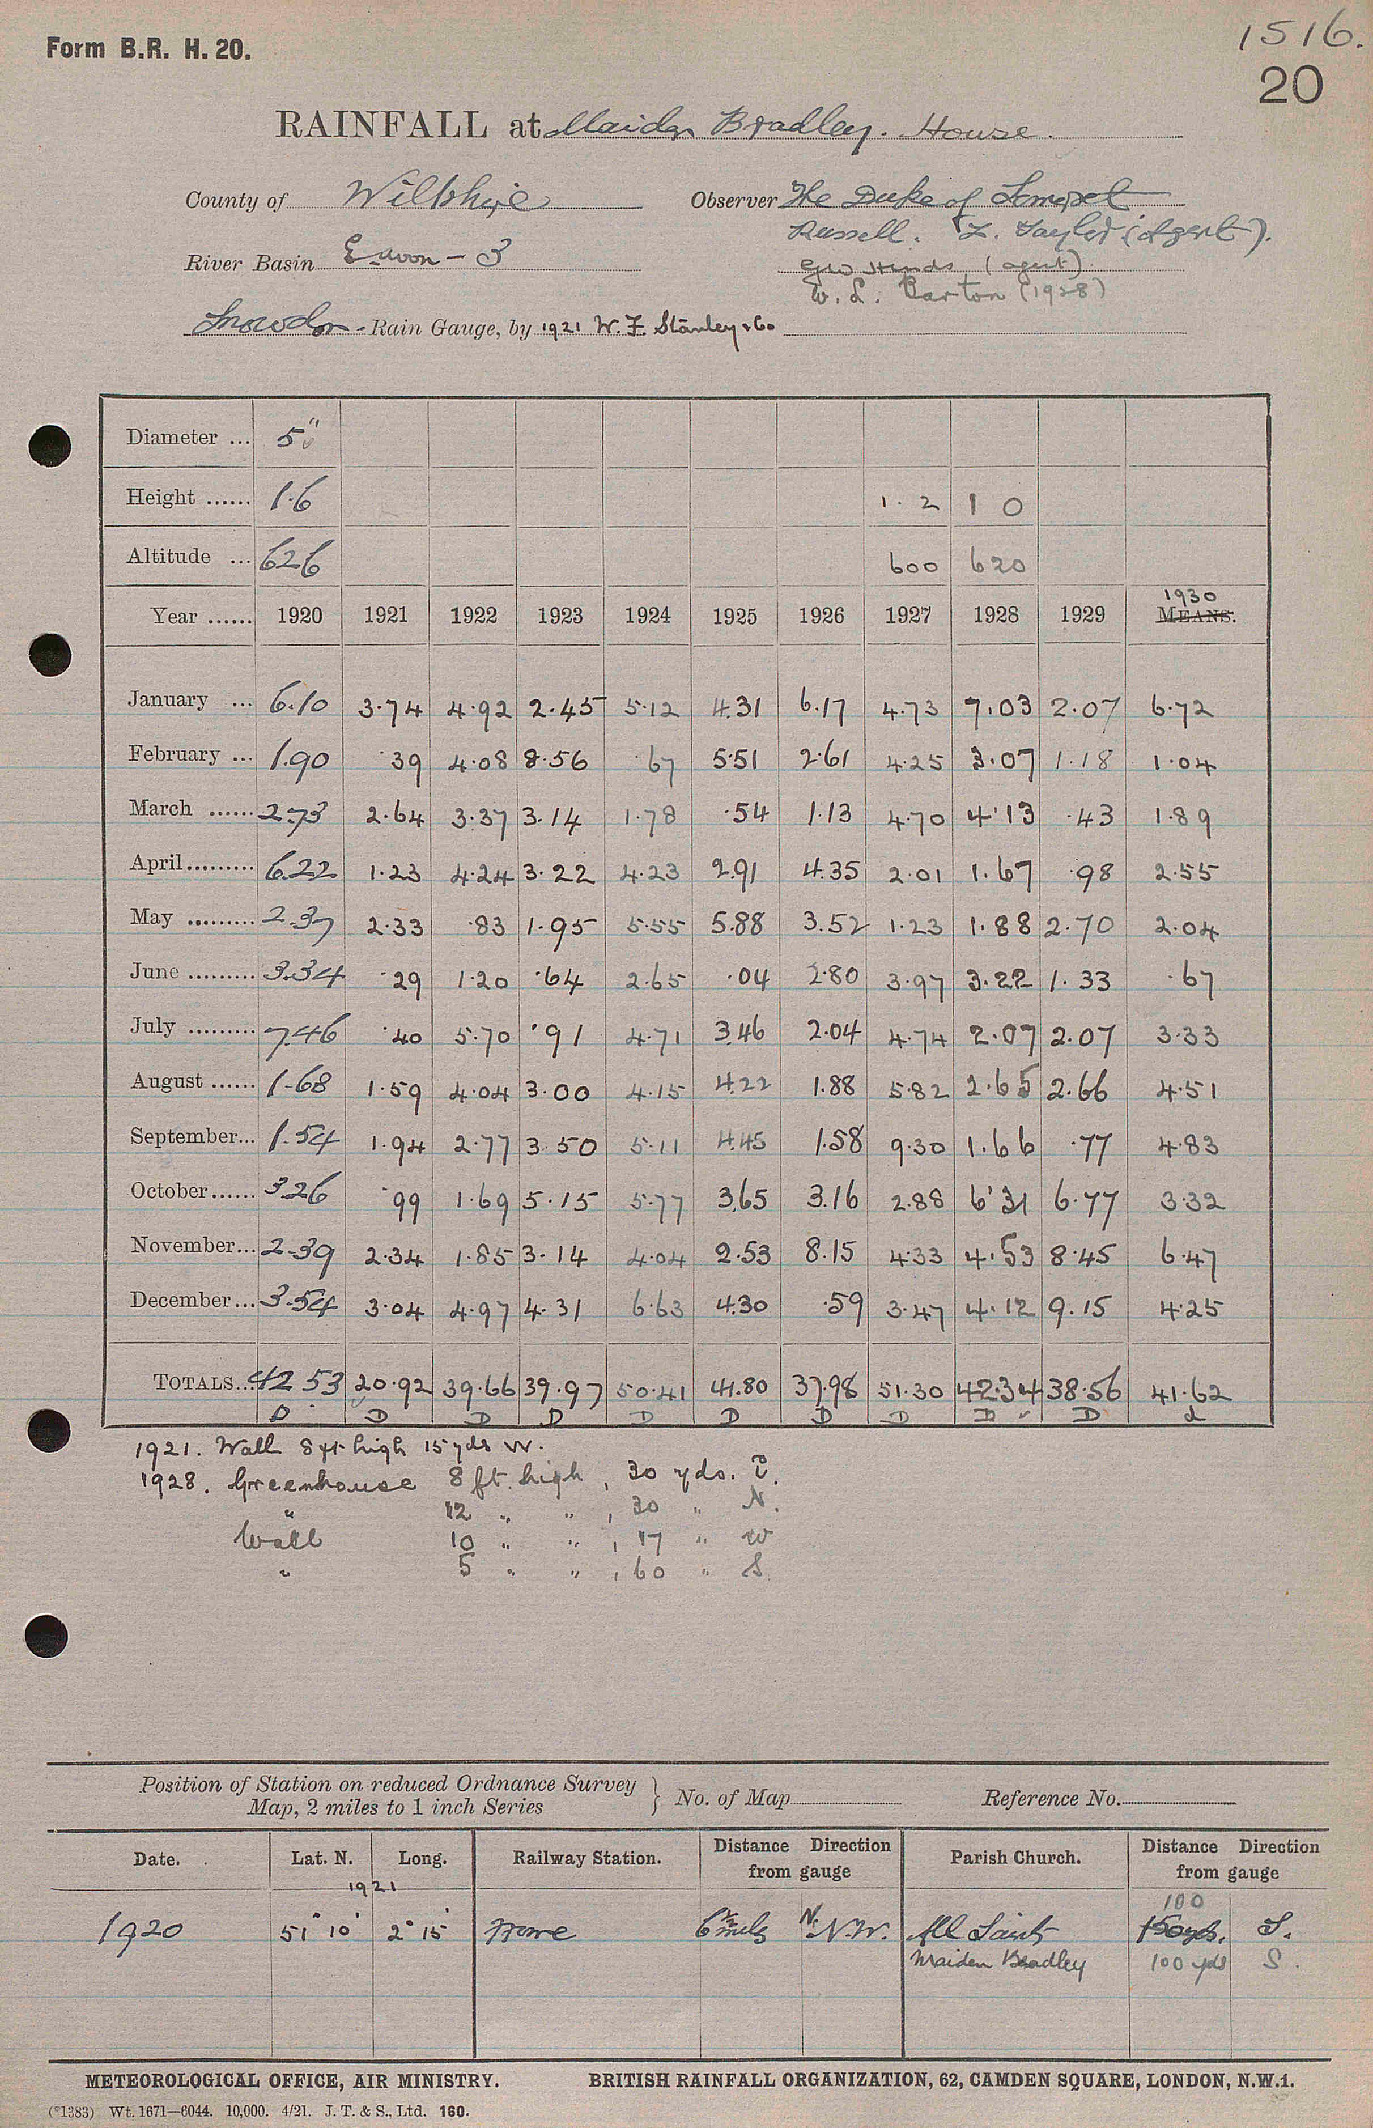 1516.
Form B.R. H. 20.
20
RAINFALL at Maiden Bradley. House.
County of Wiltshire Observer The Duke of Somerset
Russell. F. Taylor (Agent).
River Basin E. Avon - 3 Geo Hinds (agent)
W. L. Barton (1928)
Snowdon - Rain Gauge, by 1921 W. F. Stanley & Co
Diameter ... 5"
Height ...... 1.6 1. 2 1 0
Altitude ... 626 600 620
1930
Year ...... 1920 1921 1922 1923 1924 1925 1926 1927 1928 1929 MEANS.
January ... 6.10 3.74 4.92 2.45 5.12 4.31 6.17 4.73 7.03 2.07 6.72
February ... 1.90 .39 4.08 8.56 .67 5.51 2.61 4.25 3.07 1.18 1.04
March ...... 2.73 2.64 3.37 3.14 1.78 .54 1.13 4.70 4.13 .43 1.89
April ......... 6.22 1.23 4.24 3.22 4.23 2.91 4.35 2.01 1.67 .98 2.55
May ......... 2.37 2.33 .83 1.95 5.55 5.88 3.52 1.23 1.88 2.70 2.04
June ......... 3.34 .29 1.20 .64 2.65 .04 2.80 3.97 3.22 1.33 .67
July ......... 7.46 .40 5.70 .91 4.71 3.46 2.04 4.74 2.07 2.07 3.33
August ...... 1.68 1.59 4.04 3.00 4.15 4.22 1.88 5.82 2.65 2.66 4.51
September... 1.54 1.94 2.77 3.50 5.11 4.45 1.58 9.30 1.66 .77 4.83
October...... 3.26 .99 1.69 5.15 5.77 3.65 3.16 2.88 6.31 6.77 3.32
November... 2.39 2.34 1.85 3.14 4.04 2.53 8.15 4.33 4.53 8.45 6.47
December... 3.54 3.04 4.97 4.31 6.63 4.30 .59 3.47 4.12 9.15 4.25
TOTALS... 42.53 20.92 39.66 39.97 50.41 41.80 37.98 51.30 42.34 38.56 41.62
D D D D D D D D D D d
1921. Wall 8 ft high 15 yds W.
1928. Greenhouse 8 ft. high, 30 yds. E.
" 12 " " , 30 " N.
Wall 10 " " , 17 " W
" 5 " " , 60 " S.
Position of Station on reduced Ordnance Survey
Map, 2 miles to 1 inch Series } No. of Map Reference No.
Date. Lat. N. Long. Railway Station. Distance Direction from gauge Parish Church. Distance Direction from gauge
1921 100
1920 51° 10' 2° 15' Frome 6½ mls N. N.W. All Saints 150 yds. S.
Maiden Bradley 100 yds S.
METEOROLOGICAL OFFICE, AIR MINISTRY. BRITISH RAINFALL ORGANIZATION, 62, CAMDEN SQUARE, LONDON, N.W.1.
(*1383) Wt. 1671—6044. 10,000. 4/21. J. T. & S., Ltd. 160.